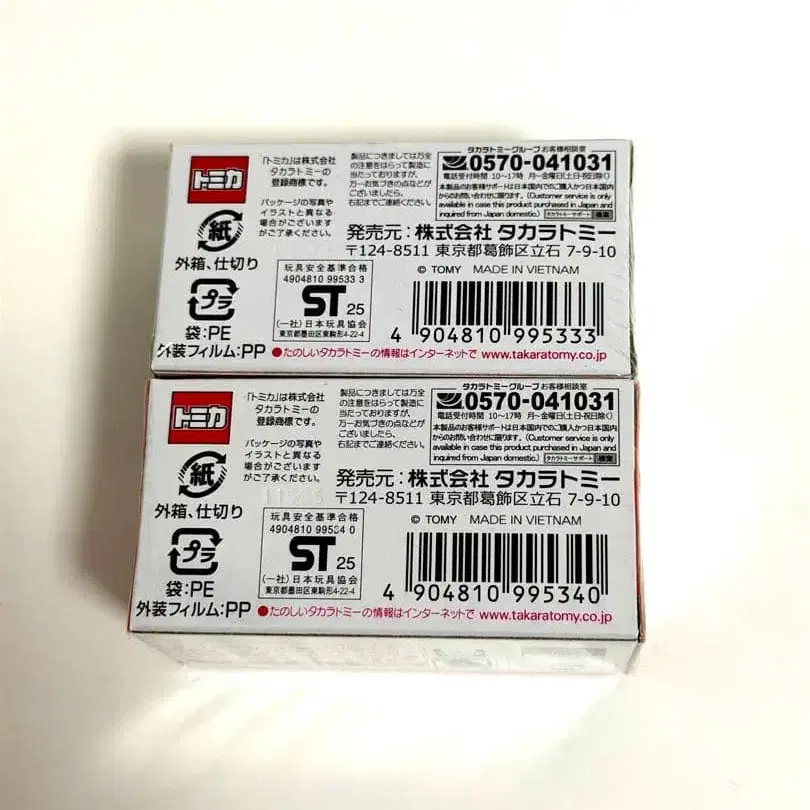 トミカ
「トミカ」は株式会社
タカラトミーの
登録商標です。
パッケージの写真や
イラストと異なる
場合がございます
がご了承ください。
製品につきましては万全
の注意をはらって製造に
当たっておりますが、
万一お気づきの点などが
ございましたら、
右記までご連絡ください。
タカラトミーグループお客様相談室
0570-041031
電話受付時間 10〜17時 月〜金曜日(土日・祝日除く)
本製品のお客様サポートは日本国内でのご購入かつ日本国内
からのお問い合わせに限ります。(Customer service is only
available in case this product purchased in Japan and
inquired from Japan domestic.) タカラトミーサポート 検索
発売元:株式会社 タカラトミー
〒124-8511 東京都葛飾区立石 7-9-10
紙
外箱、仕切り
プラ
袋:PE
外装フィルム:PP
玩具安全基準合格
4904810 99533 3
ST 25
(一社)日本玩具協会
東京都墨田区東駒形4-22-4
© TOMY MADE IN VIETNAM
4 904810 995333
●たのしいタカラトミーの情報はインターネットで www.takaratomy.co.jp
トミカ
「トミカ」は株式会社
タカラトミーの
登録商標です。
パッケージの写真や
イラストと異なる
場合がございます
がご了承ください。
製品につきましては万全
の注意をはらって製造に
当たっておりますが、
万一お気づきの点などが
ございましたら、
右記までご連絡ください。
タカラトミーグループお客様相談室
0570-041031
電話受付時間 10〜17時 月〜金曜日(土日・祝日除く)
本製品のお客様サポートは日本国内でのご購入かつ日本国内
からのお問い合わせに限ります。(Customer service is only
available in case this product purchased in Japan and
inquired from Japan domestic.) タカラトミーサポート 検索
発売元:株式会社 タカラトミー
〒124-8511 東京都葛飾区立石 7-9-10
紙
外箱、仕切り
プラ
袋:PE
外装フィルム:PP
玩具安全基準合格
4904810 99534 0
ST 25
(一社)日本玩具協会
東京都墨田区東駒形4-22-4
© TOMY MADE IN VIETNAM
4 904810 995340
●たのしいタカラトミーの情報はインターネットで www.takaratomy.co.jp